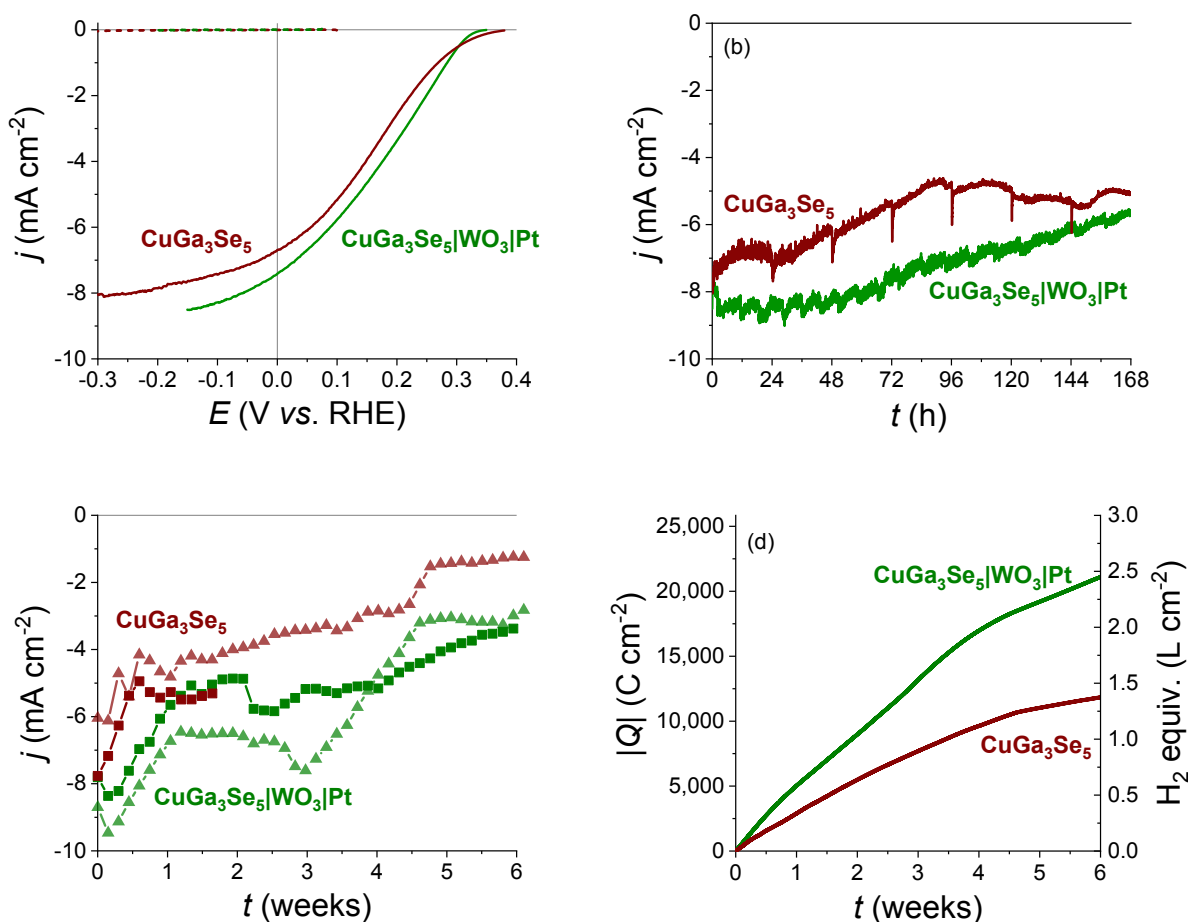 0
-2
-4
-6
-8
-10
j (mA cm⁻²)
CuGa₃Se₅
CuGa₃Se₅|WO₃|Pt
-0.3 -0.2 -0.1 0.0 0.1 0.2 0.3 0.4
E (V vs. RHE)
(b)
0
-2
-4
-6
-8
-10
j (mA cm⁻²)
CuGa₃Se₅
CuGa₃Se₅|WO₃|Pt
0 24 48 72 96 120 144 168
t (h)
0
-2
-4
-6
-8
-10
j (mA cm⁻²)
CuGa₃Se₅
CuGa₃Se₅|WO₃|Pt
0 1 2 3 4 5 6
t (weeks)
(d)
25,000
20,000
15,000
10,000
5,000
0
|Q| (C cm⁻²)
CuGa₃Se₅|WO₃|Pt
CuGa₃Se₅
3.0
2.5
2.0
1.5
1.0
0.5
0.0
H₂ equiv. (L cm⁻²)
0 1 2 3 4 5 6
t (weeks)